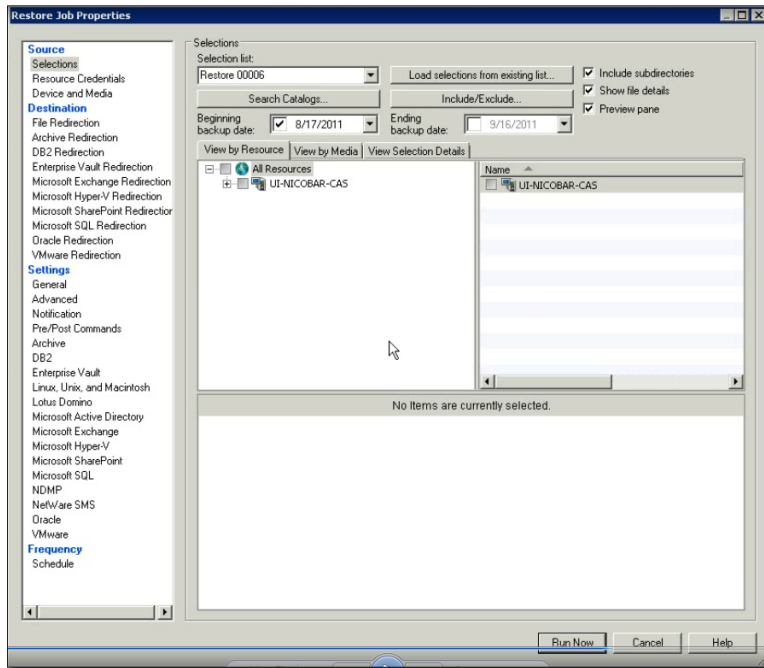 Restore Job Properties
Source
Selections
Resource Credentials
Device and Media
Destination
File Redirection
Archive Redirection
DB2 Redirection
Enterprise Vault Redirection
Microsoft Exchange Redirection
Microsoft Hyper-V Redirection
Microsoft SharePoint Redirection
Microsoft SQL Redirection
Oracle Redirection
VMware Redirection
Settings
General
Advanced
Notification
Pre/Post Commands
Archive
DB2
Enterprise Vault
Linux, Unix, and Macintosh
Lotus Domino
Microsoft Active Directory
Microsoft Exchange
Microsoft Hyper-V
Microsoft SharePoint
Microsoft SQL
NDMP
NetWare SMS
Oracle
VMware
Frequency
Schedule
Selections
Selection list:
Restore 00006
Load selections from existing list...
Include subdirectories
Search Catalogs...
Include/Exclude...
Show file details
Preview pane
Beginning
backup date:
8/17/2011
Ending
backup date:
9/16/2011
View by Resource
View by Media
View Selection Details
All Resources
UI-NICOBAR-CAS
Name
UI-NICOBAR-CAS
No Items are currently selected.
Run Now
Cancel
Help